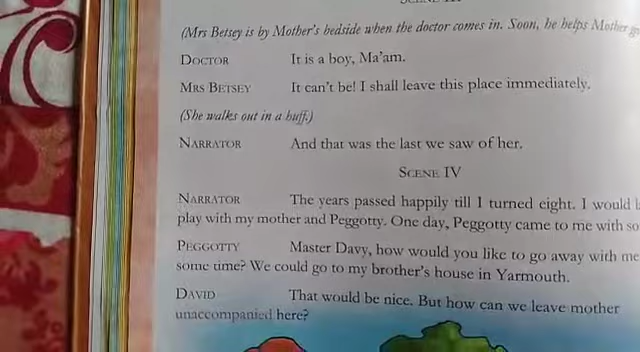 (Mrs Betsey is by Mother's bedside when the doctor comes in. Soon, he helps Mother
DOCTOR It is a boy, Ma'am.
MRS BETSEY It can't be! I shall leave this place immediately.
(She walks out in a huff.)
NARRATOR And that was the last we saw of her.
SCENE IV
NARRATOR The years passed happily till I turned eight. I would
play with my mother and Peggotty. One day, Peggotty came to me with
PEGGOTTY Master Davy, how would you like to go away with me
some time? We could go to my brother's house in Yarmouth.
DAVID That would be nice. But how can we leave mother
unaccompanied here?